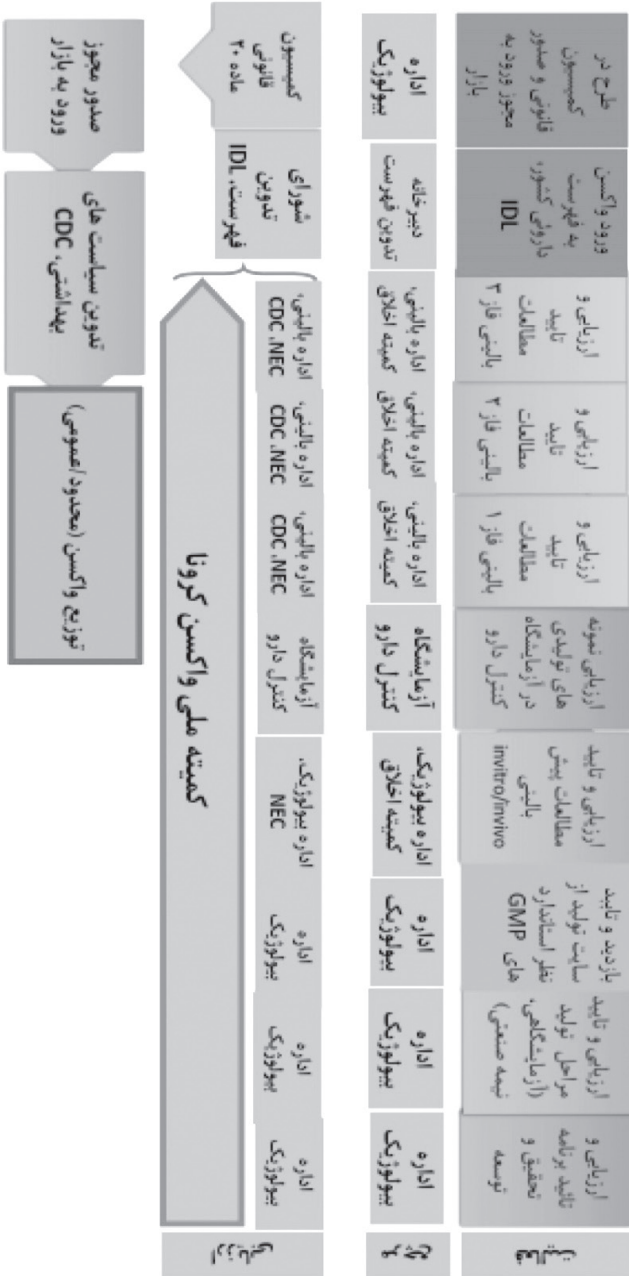 ارزیابی و
تائید برنامه
تحقیق و
توسعه
ارزیابی و تایید
مراحل تولید
(آزمایشگاهی،
نیمه صنعتی)
بازدید و تایید
سایت تولید از
نظر استاندارد
های GMP
ارزیابی و تایید
مطالعات پیش
بالینی
invitro/invivo
ارزیابی نمونه
های تولیدی
در آزمایشگاه
کنترل دارو
ارزیابی و
تایید
مطالعات
بالینی فاز ۱
ارزیابی و
تایید
مطالعات
بالینی فاز ۲
ارزیابی و
تایید
مطالعات
بالینی فاز ۳
ورود واکسن
به فهرست
داروئی کشور،
IDL
طرح در
کمیسیون
قانونی و صدور
مجوز ورود به
بازار
اداره
بیولوژیک
اداره
بیولوژیک
اداره
بیولوژیک
اداره بیولوژیک،
کمیته اخلاق
آزمایشگاه
کنترل دارو
اداره بالینی،
کمیته اخلاق
اداره بالینی،
کمیته اخلاق
اداره بالینی،
کمیته اخلاق
دبیرخانه
تدوین فهرست
اداره
بیولوژیک
اداره
بیولوژیک
اداره
بیولوژیک
اداره
بیولوژیک
اداره بیولوژیک،
NEC
آزمایشگاه
کنترل دارو
اداره بالینی،
CDC ،NEC
اداره بالینی،
CDC ،NEC
اداره بالینی،
CDC ،NEC
شورای
تدوین
فهرست، IDL
کمیسیون
قانونی
ماده ۲۰
کمیته ملی واکسن کرونا
توزیع واکسن (محدود/عمومی)
تدوین سیاست های
بهداشتی، CDC
صدور مجوز
ورود به بازار